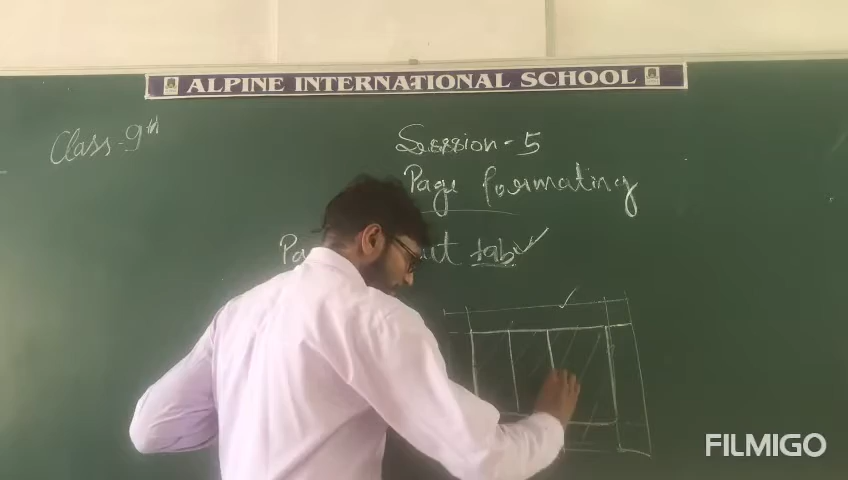 ALPINE INTERNATIONAL SCHOOL
Class-9th
Session-5
Page formating
tab
FILMIGO